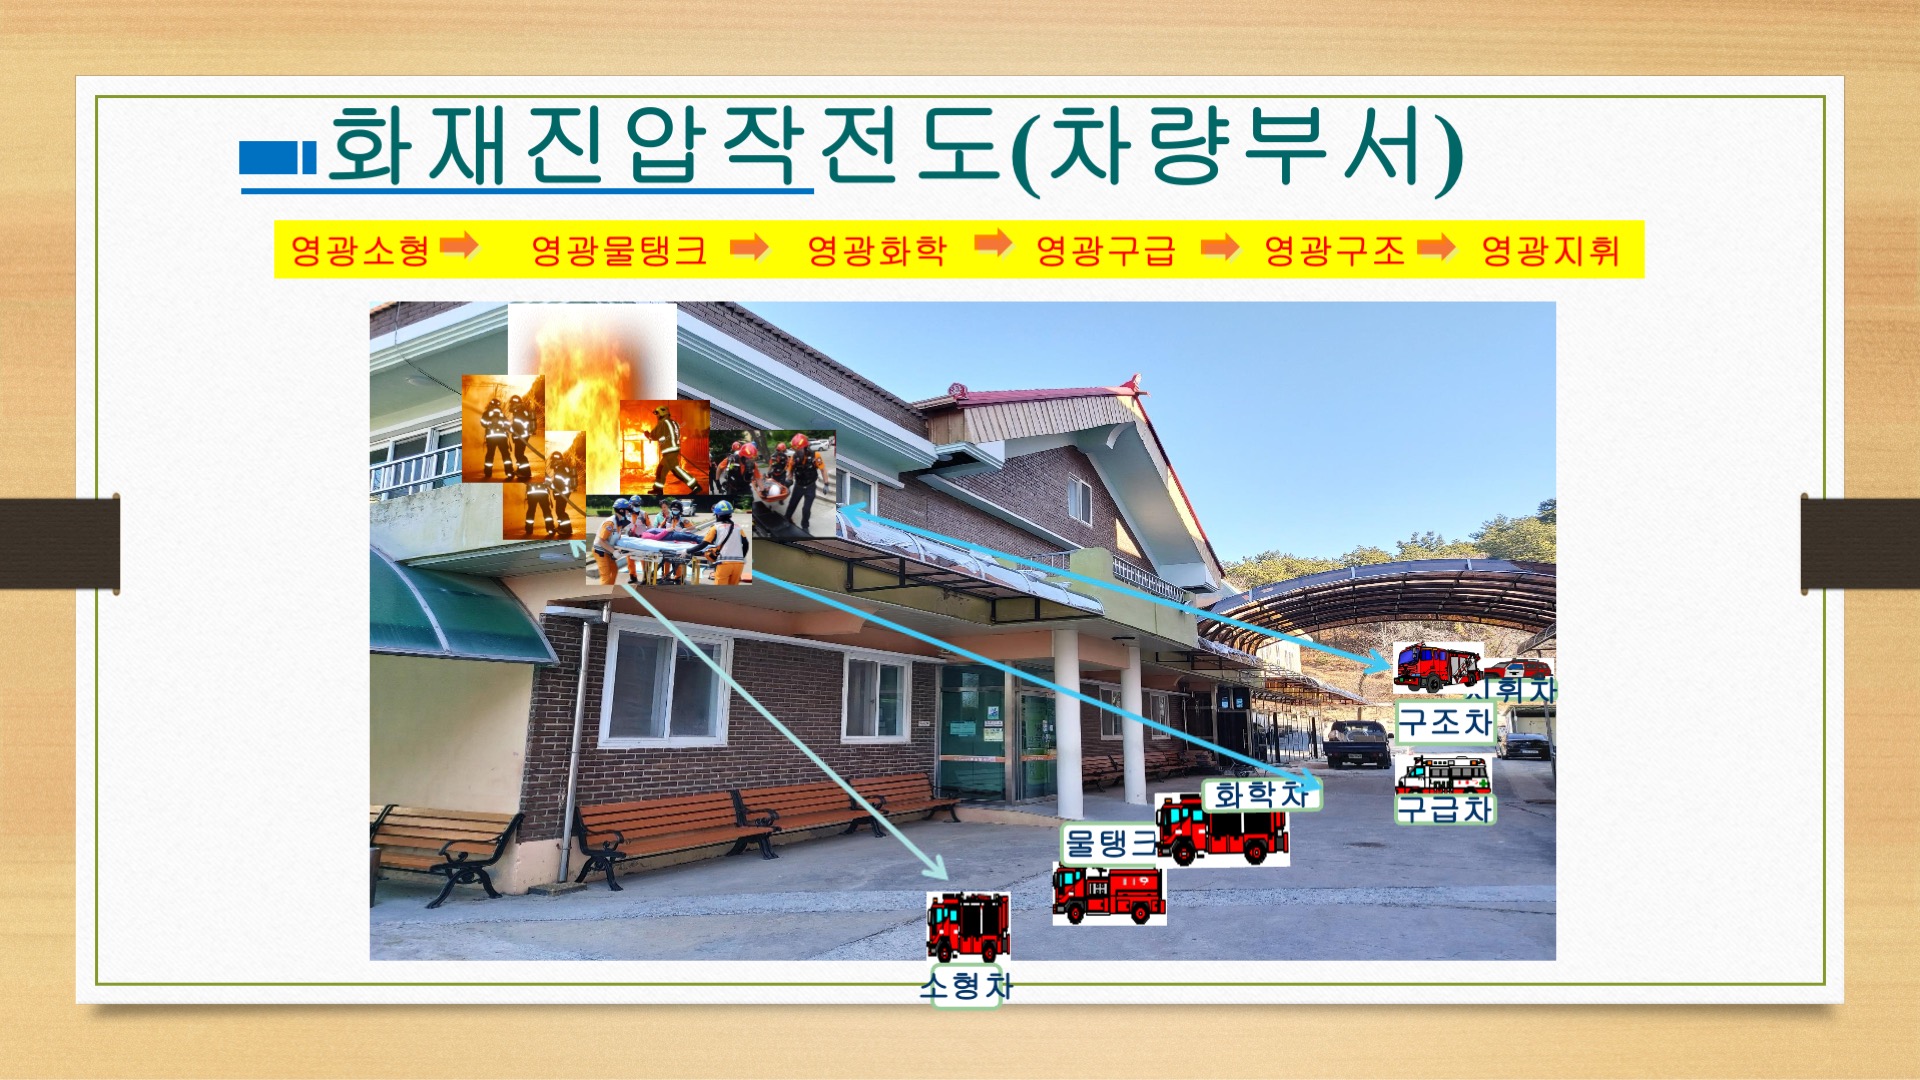 화재진압작전도(차량부서)
영광소형 영광물탱크 영광화학 영광구급 영광구조 영광지휘
지휘차
구조차
화학차
구급차
물탱크
소형차